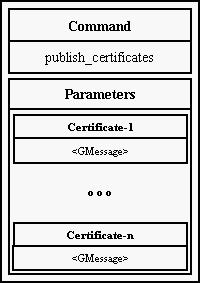 Command
publish_certificates
Parameters
Certificate-1
<GMessage>
o o o
Certificate-n
<GMessage>